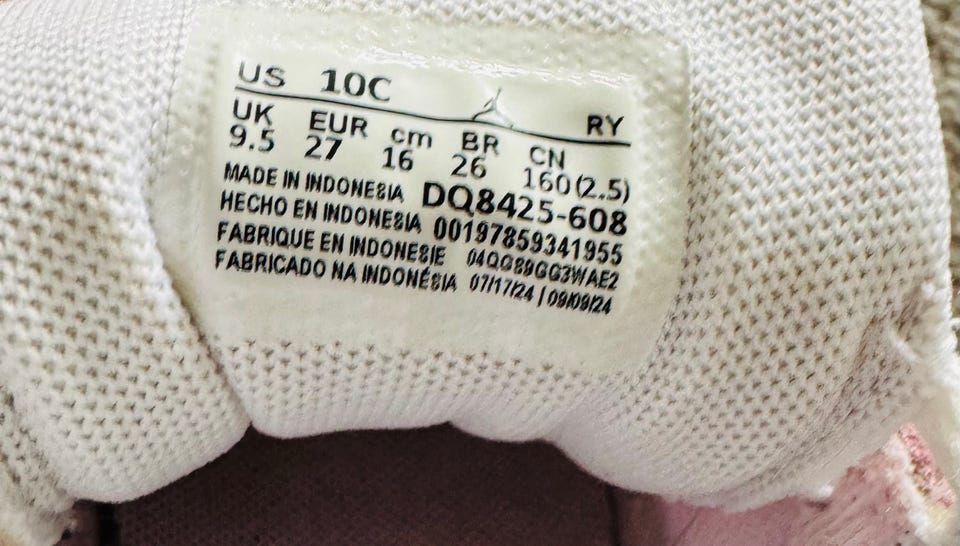 US 10C RY
UK EUR cm BR CN
9.5 27 16 26 160(2.5)
MADE IN INDONESIA DQ8425-608
HECHO EN INDONESIA 00197859341955
FABRIQUE EN INDONESIE 04QG89GG3WAE2
FABRICADO NA INDONÉSIA 07/17/24 | 09/09/24